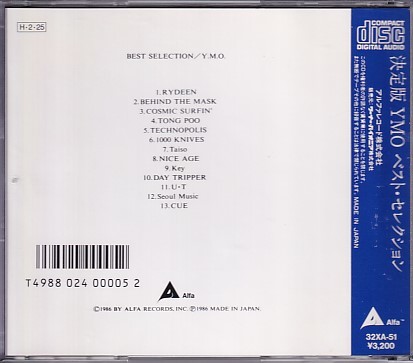 H-2-25
BEST SELECTION/Y.M.O.
1.RYDEEN
2.BEHIND THE MASK
3.COSMIC SURFIN'
4.TONG POO
5.TECHNOPOLIS
6.1000 KNIVES
7.Taiso
8.NICE AGE
9.Key
10.DAY TRIPPER
11.U·T
12.Seoul Music
13.CUE
T4988 024 00005 2
Alfa
©1986 BY ALFA RECORDS, INC. ℗1986 MADE IN JAPAN.
COMPACT
disc
DIGITAL AUDIO
決定版 YMO ベスト・セレクション
アルファレコード株式会社
MADE IN JAPAN
Alfa™
32XA-51
¥3,200